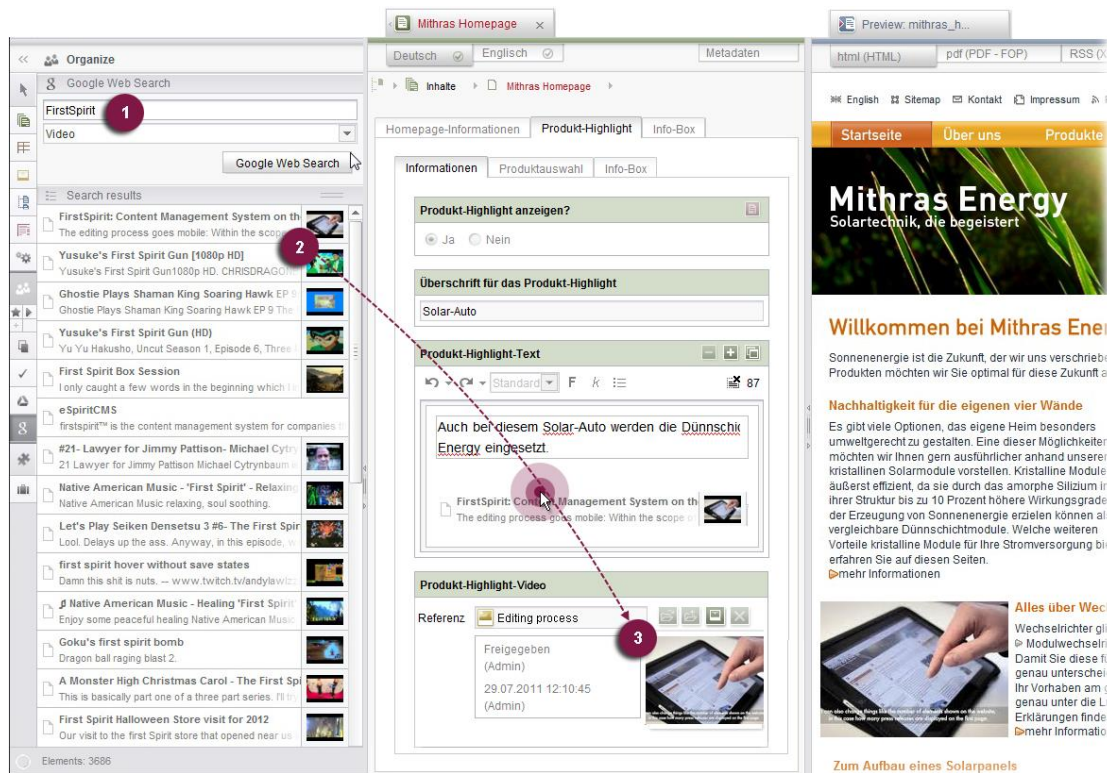 Mithras Homepage
Preview: mithras_h...
Organize
Google Web Search
FirstSpirit
1
Video
Google Web Search
Search results
FirstSpirit: Content Management System on th
The editing process goes mobile: Within the scope
2
Yusuke's First Spirit Gun [1080p HD]
Yusuke's First Spirit Gun1080p HD. CHRISDRAGO
Ghostie Plays Shaman King Soaring Hawk EP 9
Ghostie Plays Shaman King Soaring Hawk EP 9 The
Yusuke's First Spirit Gun (HD)
Yu Yu Hakusho, Uncut Season 1, Episode 6, Three
First Spirit Box Session
I only caught a few words in the beginning which
eSpiritCMS
firstspirit™ is the content management system for companies
#21- Lawyer for Jimmy Pattison- Michael Cytry
21 Lawyer for Jimmy Pattison Michael Cytrynbaum
Native American Music - 'First Spirit' - Relaxing
Native American Music relaxing, soul soothing.
Let's Play Seiken Densetsu 3 #6- The First Spir
Lool. Delays up the ass. Anyway, in this episode,
first spirit hover without save states
Damn this shit is nuts. -- www.twitch.tv/andylawizz
Native American Music - Healing 'First Spirit
Enjoy some peaceful healing Native American Music
Goku's first spirit bomb
Dragon ball raging blast 2.
A Monster High Christmas Carol - The First Spi
This is basically part one of a three part series. I'll
First Spirit Halloween Store visit for 2012
Our visit to the first Spirit store that opened near us
Elements: 3686
Deutsch
Englisch
Metadaten
Inhalte
Mithras Homepage
Homepage-Informationen
Produkt-Highlight
Info-Box
Informationen
Produktauswahl
Info-Box
Produkt-Highlight anzeigen?
Ja
Nein
Überschrift für das Produkt-Highlight
Solar-Auto
Produkt-Highlight-Text
Standard
F
k
87
Auch bei diesem Solar-Auto werden die Dünnschic
Energy eingesetzt.
FirstSpirit: Content Management System on th
The editing process goes mobile: Within the scope
Produkt-Highlight-Video
Referenz
Editing process
3
Freigegeben
(Admin)
29.07.2011 12:10:45
(Admin)
html (HTML)
pdf (PDF - FOP)
RSS (X
English
Sitemap
Kontakt
Impressum
Startseite
Über uns
Produkte
Mithras Energy
Solartechnik, die begeistert
Willkommen bei Mithras Ener
Sonnenenergie ist die Zukunft, der wir uns verschriebe
Produkten möchten wir Sie optimal für diese Zukunft a
Nachhaltigkeit für die eigenen vier Wände
Es gibt viele Optionen, das eigene Heim besonders
umweltgerecht zu gestalten. Eine dieser Möglichkeiten
möchten wir Ihnen gern ausführlicher anhand unserer
kristallinen Solarmodule vorstellen. Kristalline Module
äußerst effizient, da sie durch das amorphe Silizium in
ihrer Struktur bis zu 10 Prozent höhere Wirkungsgrade
der Erzeugung von Sonnenenergie erzielen können al
vergleichbare Dünnschichtmodule. Welche weiteren
Vorteile kristalline Module für Ihre Stromversorgung bie
erfahren Sie auf diesen Seiten.
mehr Informationen
Alles über Wech
Wechselrichter gli
Modulwechselri
Damit Sie diese fü
genau unterschei
Ihr Vorhaben am g
genau unter die L
Erklärungen finde
mehr Informatio
Zum Aufbau eines Solarpanels